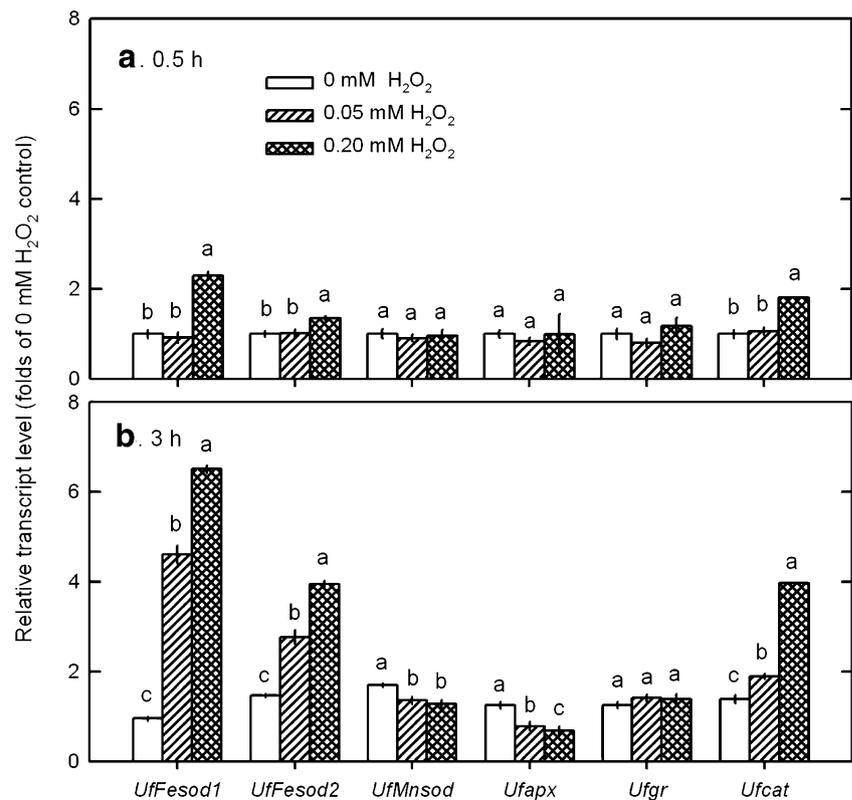 Relative transcript level (folds of 0 mM H₂O₂ control)
8
6
4
2
0
a. 0.5 h
0 mM H₂O₂
0.05 mM H₂O₂
0.20 mM H₂O₂
b b a
b b a
a a a
a a a
a a a
b b a
8
6
4
2
0
b. 3 h
c b a
c b a
a b b
a b c
a a a
c b a
UfFesod1 UfFesod2 UfMnsod Ufapx Ufgr Ufcat